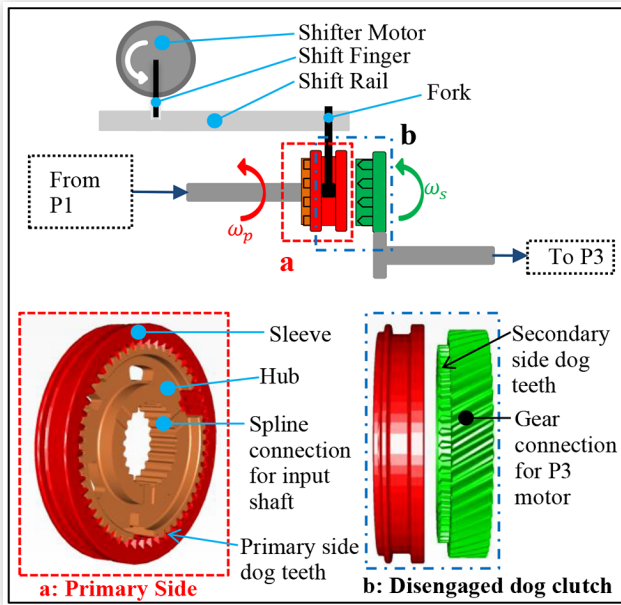 Shifter Motor
Shift Finger
Shift Rail
Fork
b
From
P1
ωp
ωs
a
To P3
Sleeve
Hub
Spline
connection
for input
shaft
Primary side
dog teeth
a: Primary Side
Secondary
side dog
teeth
Gear
connection
for P3
motor
b: Disengaged dog clutch